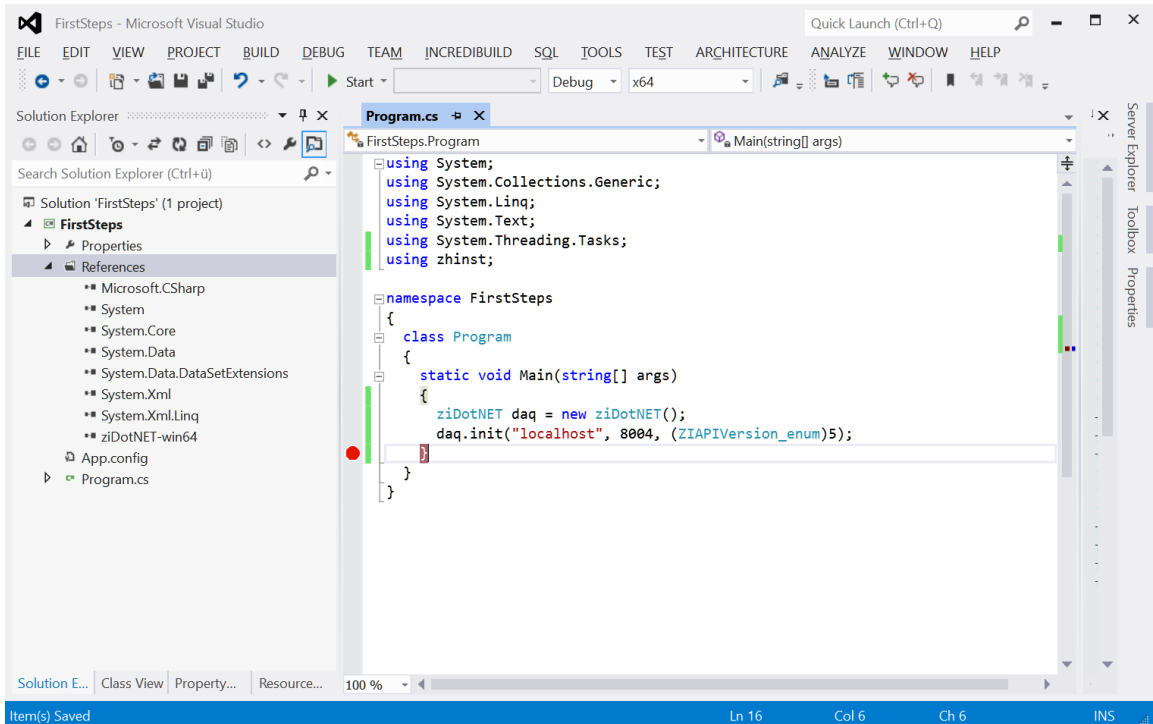 FirstSteps - Microsoft Visual Studio
Quick Launch (Ctrl+Q)
FILE EDIT VIEW PROJECT BUILD DEBUG TEAM INCREDIBUILD SQL TOOLS TEST ARCHITECTURE ANALYZE WINDOW HELP
Start Debug x64
Solution Explorer
Search Solution Explorer (Ctrl+ü)
Solution 'FirstSteps' (1 project)
FirstSteps
Properties
References
Microsoft.CSharp
System
System.Core
System.Data
System.Data.DataSetExtensions
System.Xml
System.Xml.Linq
ziDotNET-win64
App.config
Program.cs
Solution E... Class View Property... Resource...
Program.cs
FirstSteps.Program Main(string[] args)
using System;
using System.Collections.Generic;
using System.Linq;
using System.Text;
using System.Threading.Tasks;
using zhinst;
namespace FirstSteps
{
class Program
{
static void Main(string[] args)
{
ziDotNET daq = new ziDotNET();
daq.init("localhost", 8004, (ZIAPIVersion_enum)5);
}
}
}
100 %
Server Explorer
Toolbox
Properties
Item(s) Saved Ln 16 Col 6 Ch 6 INS